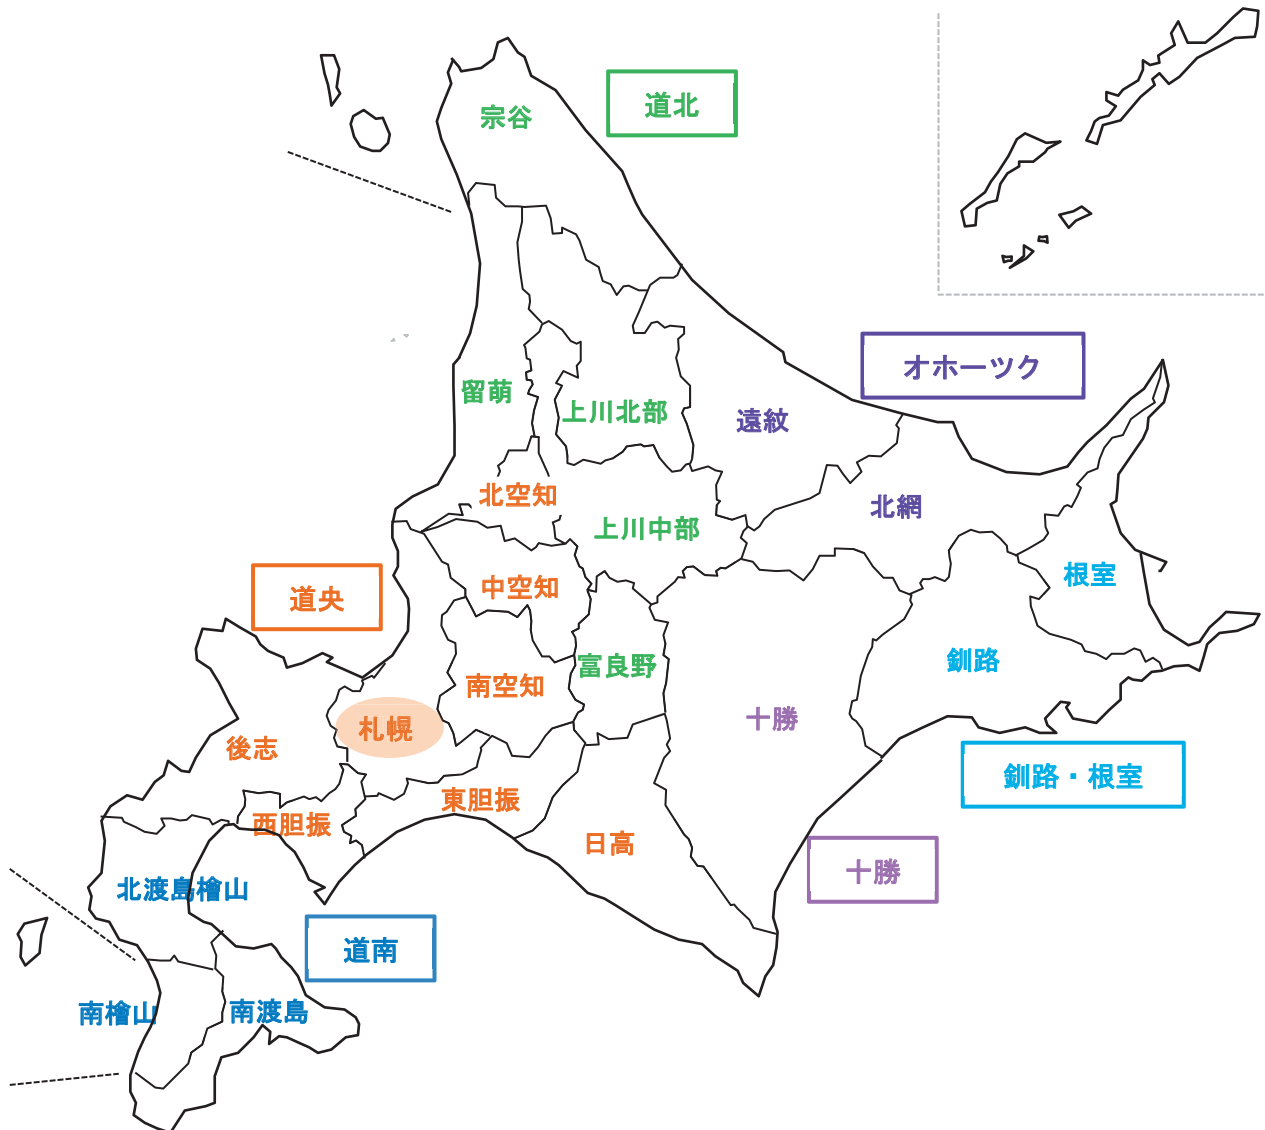 道北
宗谷
オホーツク
留萌
上川北部
遠紋
北空知
北網
上川中部
根室
中空知
道央
釧路
富良野
南空知
十勝
札幌
後志
釧路・根室
東胆振
西胆振
日高
十勝
北渡島檜山
道南
南檜山
南渡島